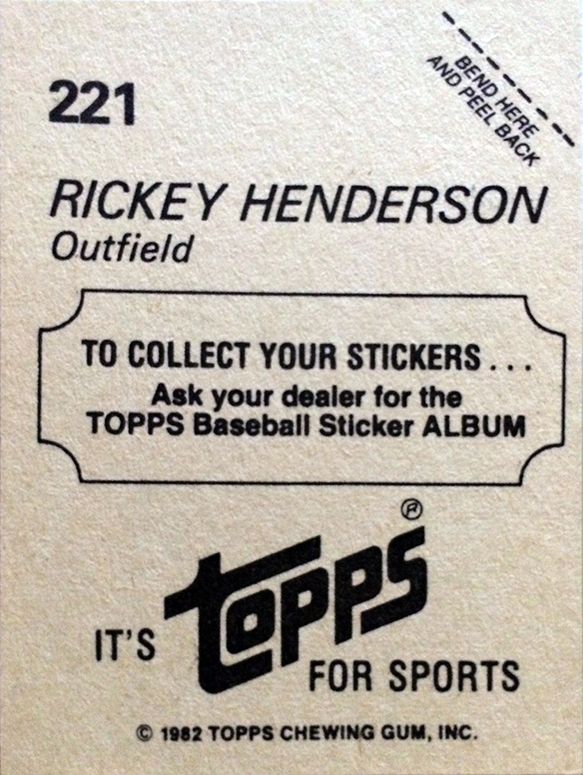 221
BEND HERE
AND PEEL BACK
RICKEY HENDERSON
Outfield
TO COLLECT YOUR STICKERS...
Ask your dealer for the
TOPPS Baseball Sticker ALBUM
IT'S topps ®
FOR SPORTS
© 1982 TOPPS CHEWING GUM, INC.